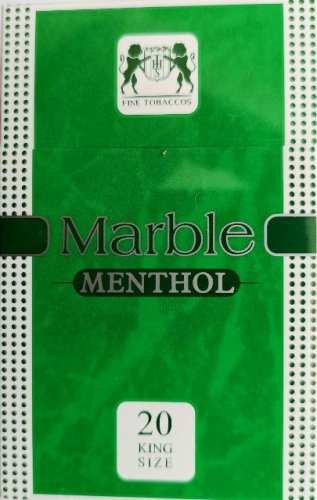 FINE TOBACCOS
Marble
MENTHOL
20
KING
SIZE